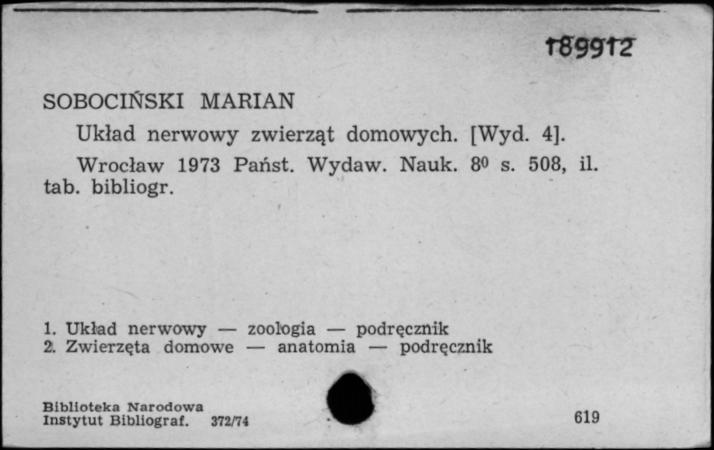 189912
SOBOCIŃSKI MARIAN
Układ nerwowy zwierząt domowych. [Wyd. 4].
Wrocław 1973 Państ. Wydaw. Nauk. 8⁰ s. 508, il.
tab. bibliogr.
1. Układ nerwowy — zoologia — podręcznik
2. Zwierzęta domowe — anatomia — podręcznik
Biblioteka Narodowa
Instytut Bibliograf. 372/74
619